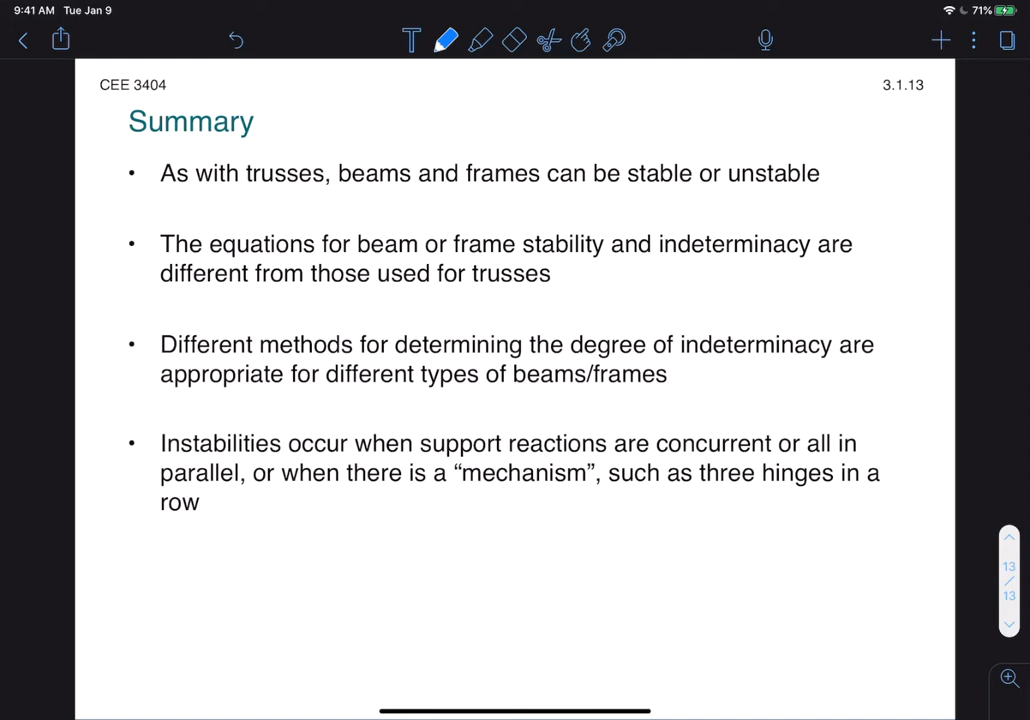 9:41 AM Tue Jan 9
71%
T
CEE 3404
3.1.13
Summary
• As with trusses, beams and frames can be stable or unstable
• The equations for beam or frame stability and indeterminacy are
different from those used for trusses
• Different methods for determining the degree of indeterminacy are
appropriate for different types of beams/frames
• Instabilities occur when support reactions are concurrent or all in
parallel, or when there is a “mechanism”, such as three hinges in a
row
13
/
13